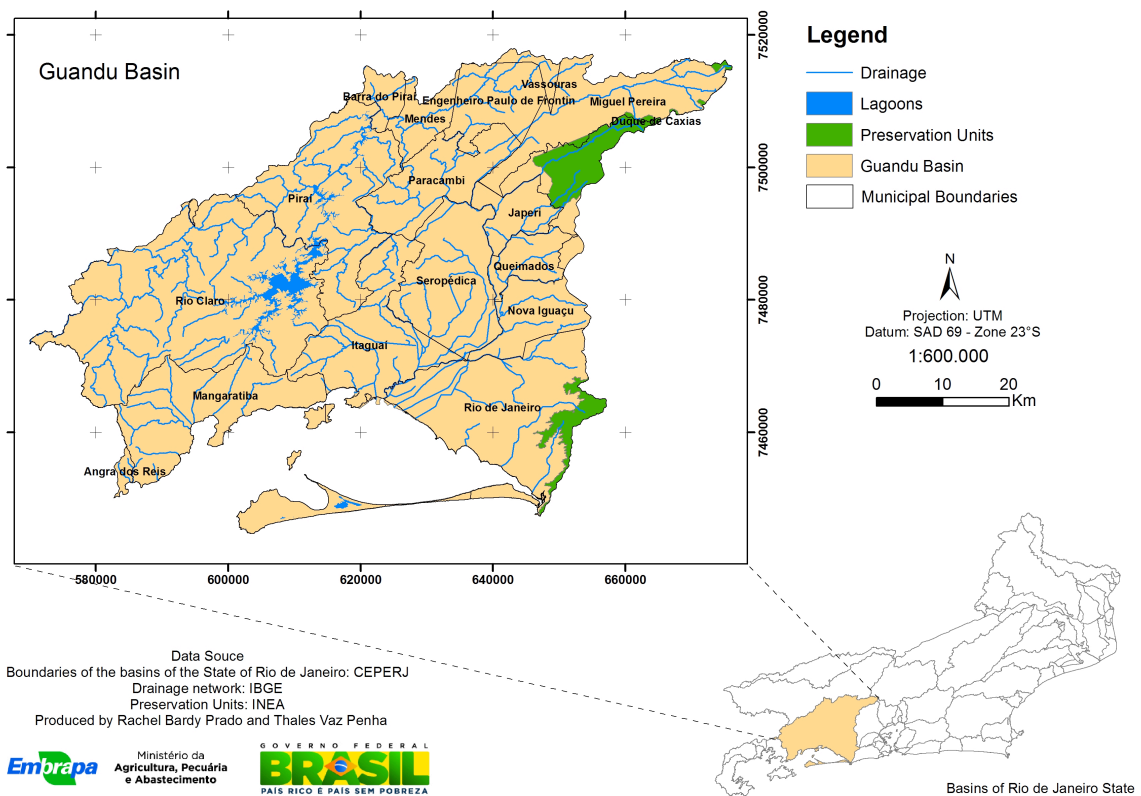 Guandu Basin
Vassouras
Barra do Piraí
Engenheiro Paulo de Frontin
Miguel Pereira
Mendes
Duque de Caxias
Paracambi
Piraí
Japeri
Queimados
Seropédica
Rio Claro
Nova Iguaçu
Itaguaí
Mangaratiba
Rio de Janeiro
Angra dos Reis
7520000
7500000
7480000
7460000
580000
600000
620000
640000
660000
Legend
Drainage
Lagoons
Preservation Units
Guandu Basin
Municipal Boundaries
N
Projection: UTM
Datum: SAD 69 - Zone 23°S
1:600.000
0 10 20
Km
Data Souce
Boundaries of the basins of the State of Rio de Janeiro: CEPERJ
Drainage network: IBGE
Preservation Units: INEA
Produced by Rachel Bardy Prado and Thales Vaz Penha
Embrapa
Ministério da
Agricultura, Pecuária
e Abastecimento
GOVERNO FEDERAL
BRASIL
PAÍS RICO É PAÍS SEM POBREZA
Basins of Rio de Janeiro State